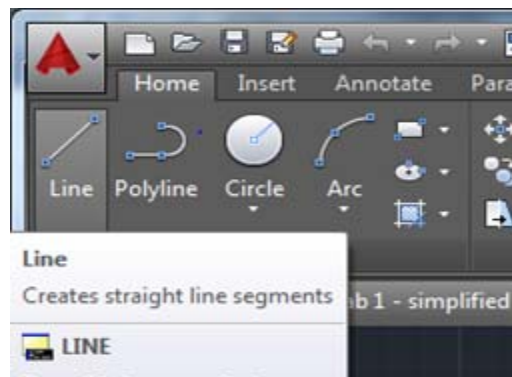 Home Insert Annotate Para
Line Polyline Circle Arc
Line
Creates straight line segments
b 1 - simplified
LINE